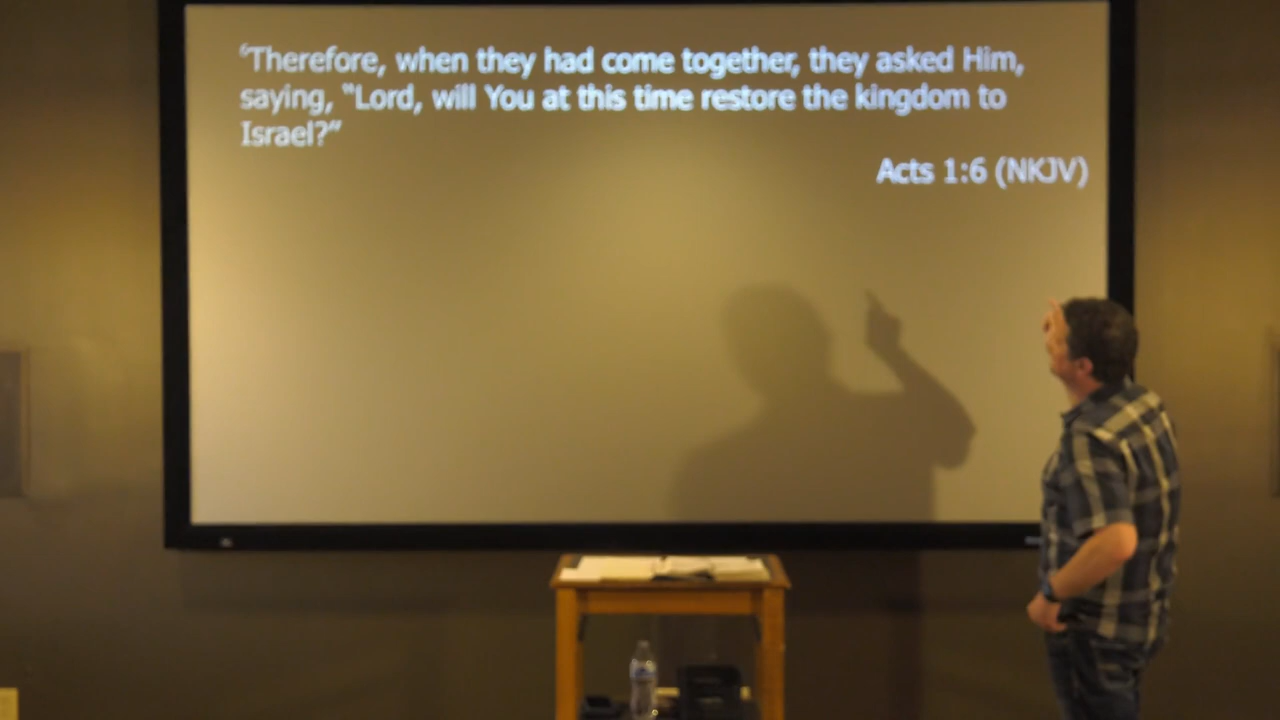 ⁶Therefore, when they had come together, they asked Him,
saying, “Lord, will You at this time restore the kingdom to
Israel?”
Acts 1:6 (NKJV)